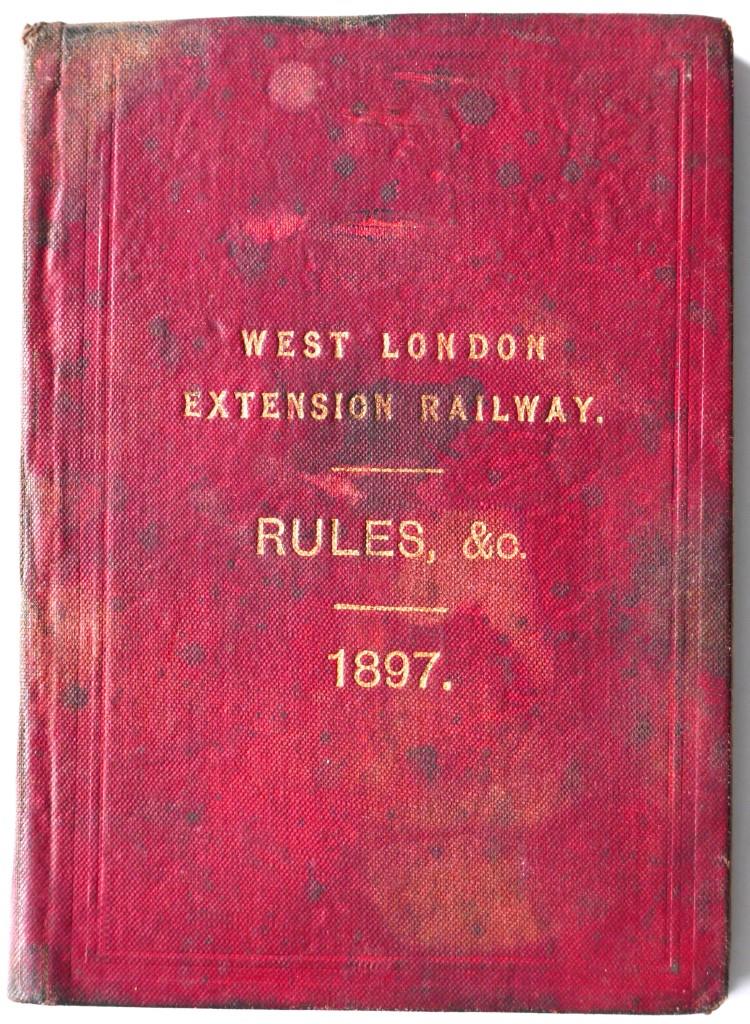 WEST LONDON
EXTENSION RAILWAY.
RULES, &c.
1897.